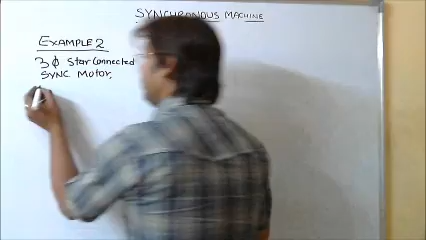 SYNCHRONOUS MACHINE
EXAMPLE 2
3 ϕ Star Connected
SYNC Motor,